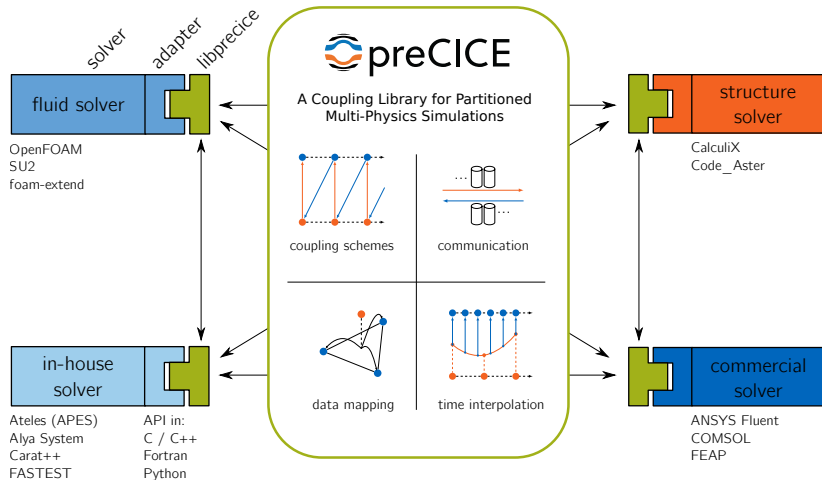 solver
adapter
libprecice
preCICE
A Coupling Library for Partitioned
Multi-Physics Simulations
fluid solver
OpenFOAM
SU2
foam-extend
structure
solver
CalculiX
Code_Aster
coupling schemes
communication
data mapping
time interpolation
in-house
solver
Ateles (APES)
Alya System
Carat++
FASTEST
API in:
C / C++
Fortran
Python
commercial
solver
ANSYS Fluent
COMSOL
FEAP